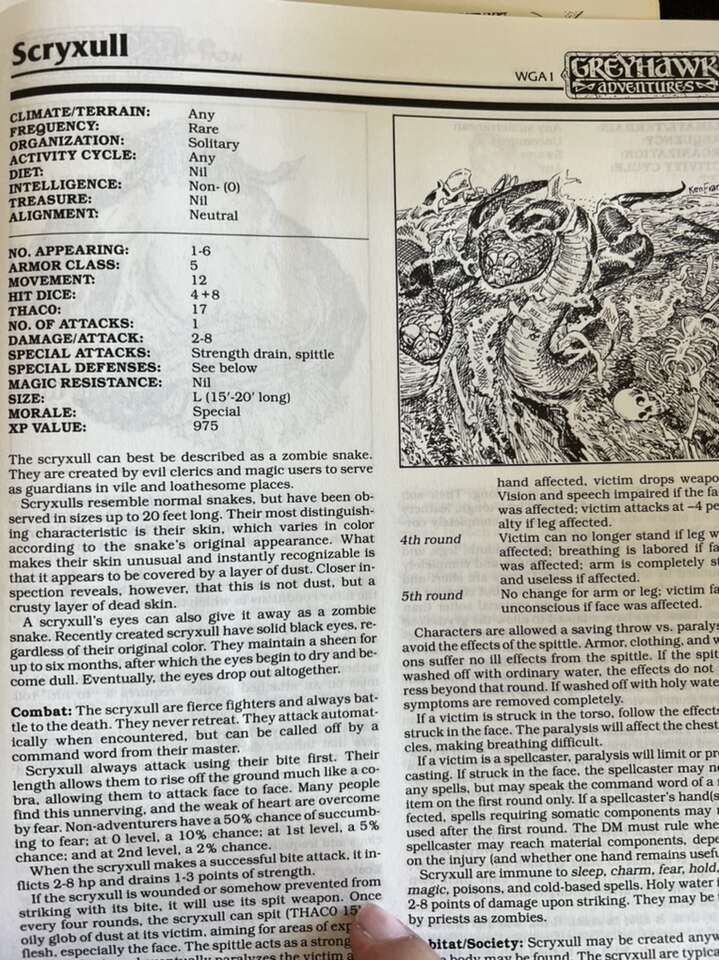 Scryxull
WGA1
GREYHAWK
ADVENTURES
CLIMATE/TERRAIN: Any
FREQUENCY: Rare
ORGANIZATION: Solitary
ACTIVITY CYCLE: Any
DIET: Nil
INTELLIGENCE: Non- (0)
TREASURE: Nil
ALIGNMENT: Neutral
NO. APPEARING: 1-6
ARMOR CLASS: 5
MOVEMENT: 12
HIT DICE: 4+8
THAC0: 17
NO. OF ATTACKS: 1
DAMAGE/ATTACK: 2-8
SPECIAL ATTACKS: Strength drain, spittle
SPECIAL DEFENSES: See below
MAGIC RESISTANCE: Nil
SIZE: L (15'-20' long)
MORALE: Special
XP VALUE: 975
The scryxull can best be described as a zombie snake.
They are created by evil clerics and magic users to serve
as guardians in vile and loathesome places.
Scryxulls resemble normal snakes, but have been ob-
served in sizes up to 20 feet long. Their most distinguish-
ing characteristic is their skin, which varies in color
according to the snake's original appearance. What
makes their skin unusual and instantly recognizable is
that it appears to be covered by a layer of dust. Closer in-
spection reveals, however, that this is not dust, but a
crusty layer of dead skin.
A scryxull's eyes can also give it away as a zombie
snake. Recently created scryxull have solid black eyes, re-
gardless of their original color. They maintain a sheen for
up to six months, after which the eyes begin to dry and be-
come dull. Eventually, the eyes drop out altogether.
Combat: The scryxull are fierce fighters and always bat-
tle to the death. They never retreat. They attack automat-
ically when encountered, but can be called off by a
command word from their master.
Scryxull always attack using their bite first. Their
length allows them to rise off the ground much like a co-
bra, allowing them to attack face to face. Many people
find this unnerving, and the weak of heart are overcome
by fear. Non-adventurers have a 50% chance of succumb-
ing to fear; at 0 level, a 10% chance; at 1st level, a 5%
chance; and at 2nd level, a 2% chance.
When the scryxull makes a successful bite attack, it in-
flicts 2-8 hp and drains 1-3 points of strength.
If the scryxull is wounded or somehow prevented from
striking with its bite, it will use its spit weapon. Once
every four rounds, the scryxull can spit (THAC0 15)
oily glob of dust at its victim, aiming for areas of
flesh, especially the face. The spittle acts as a strong
paralyzes the victim
hand affected, victim drops
Vision and speech impaired if the
was affected; victim attacks at –4
alty if leg affected.
4th round Victim can no longer stand if leg
affected; breathing is labored if
was affected; arm is completely
and useless if affected.
5th round No change for arm or leg; victim
unconscious if face was affected.
Characters are allowed a saving throw vs.
avoid the effects of the spittle. Armor, clothing, and
ons suffer no ill effects from the spittle. If the
washed off with ordinary water, the effects do
ress beyond that round. If washed off with holy
symptoms are removed completely.
If a victim is struck in the torso, follow the
struck in the face. The paralysis will affect the chest
cles, making breathing difficult.
If a victim is a spellcaster, paralysis will limit or
casting. If struck in the face, the spellcaster may
any spells, but may speak the command word of a
item on the first round only. If a spellcaster's hand(s
fected, spells requiring somatic components may
used after the first round. The DM must rule
spellcaster may reach material components,
on the injury (and whether one hand remains
Scryxull are immune to sleep, charm, fear, hold,
magic, poisons, and cold-based spells. Holy water
2-8 points of damage upon striking. They may be
by priests as zombies.
Society: Scryxull may be created
body may be found. The scryxull are